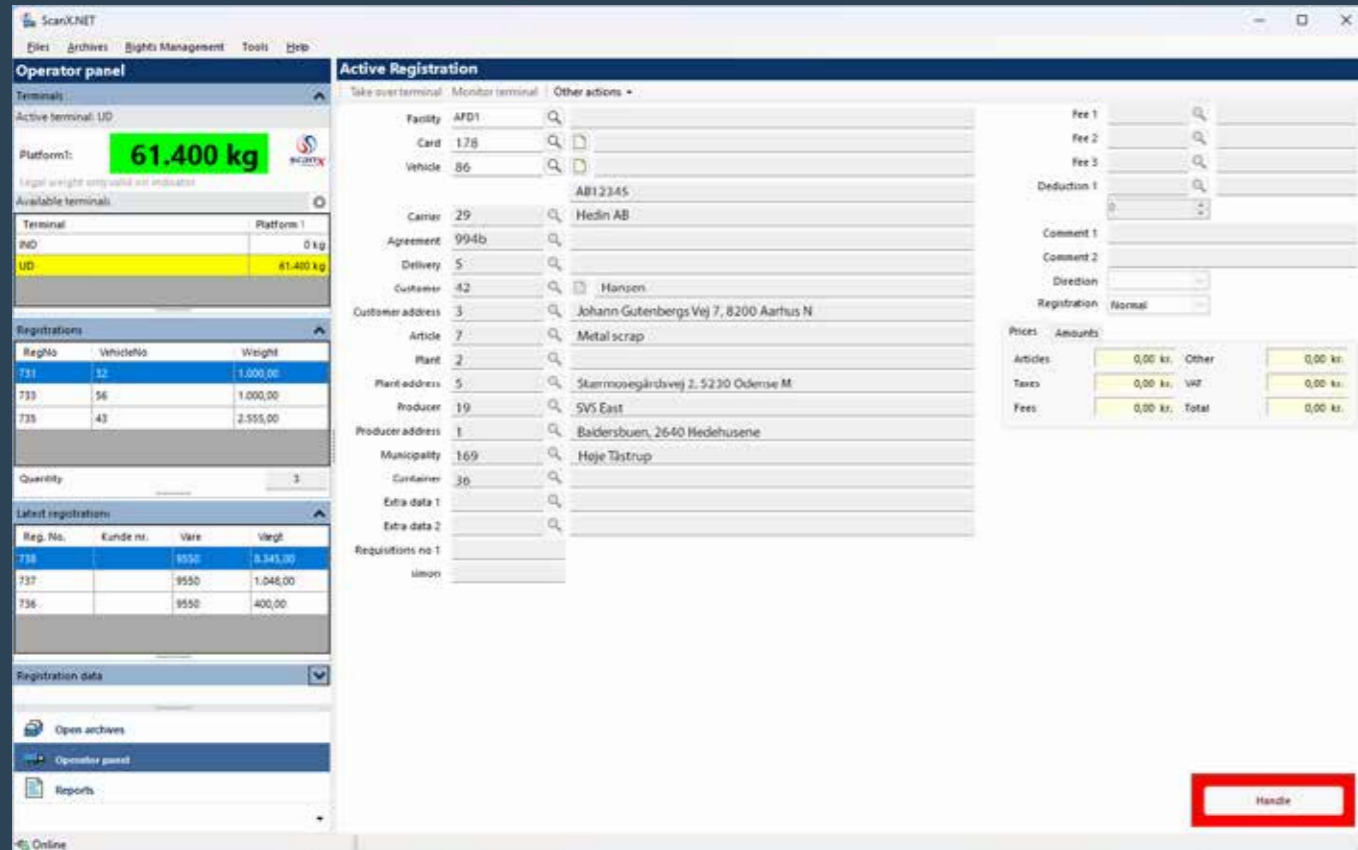 ScanX.NET
Files Archives Rights Management Tools Help
Operator panel
Terminals
Active terminal: UD
Platform1: 61.400 kg scanx
Legal weight only valid on indicator
Available terminals
Terminal Platform 1
IND 0 kg
UD 61.400 kg
Registrations
RegNo VehicleNo Weight
731 52 1.000,00
733 56 1.000,00
735 43 2.555,00
Quantity 3
Latest registrations
Reg. No. Kunde nr. Vare Vægt
738 9550 8.345,00
737 9550 1.048,00
736 9550 400,00
Registration data
Open archives
Operator panel
Reports
Online
Active Registration
Take over terminal Monitor terminal Other actions
Facility AFD1
Card 178
Vehicle 86
AB12345
Carrier 29 Hedin AB
Agreement 994b
Delivery 5
Customer 42 Hansen
Customer address 3 Johann Gutenbergs Vej 7, 8200 Aarhus N
Article 7 Metal scrap
Plant 2
Plant address 5 Stærmosegårdsvej 2, 5230 Odense M
Producer 19 SVS East
Producer address 1 Baldersbuen, 2640 Hedehusene
Municipality 169 Høje Tåstrup
Container 36
Extra data 1
Extra data 2
Requisitions no 1
simon
Fee 1
Fee 2
Fee 3
Deduction 1
0
Comment 1
Comment 2
Direction
Registration Normal
Prices Amounts
Articles 0,00 kr. Other 0,00 kr.
Taxes 0,00 kr. VAT 0,00 kr.
Fees 0,00 kr. Total 0,00 kr.
Handle